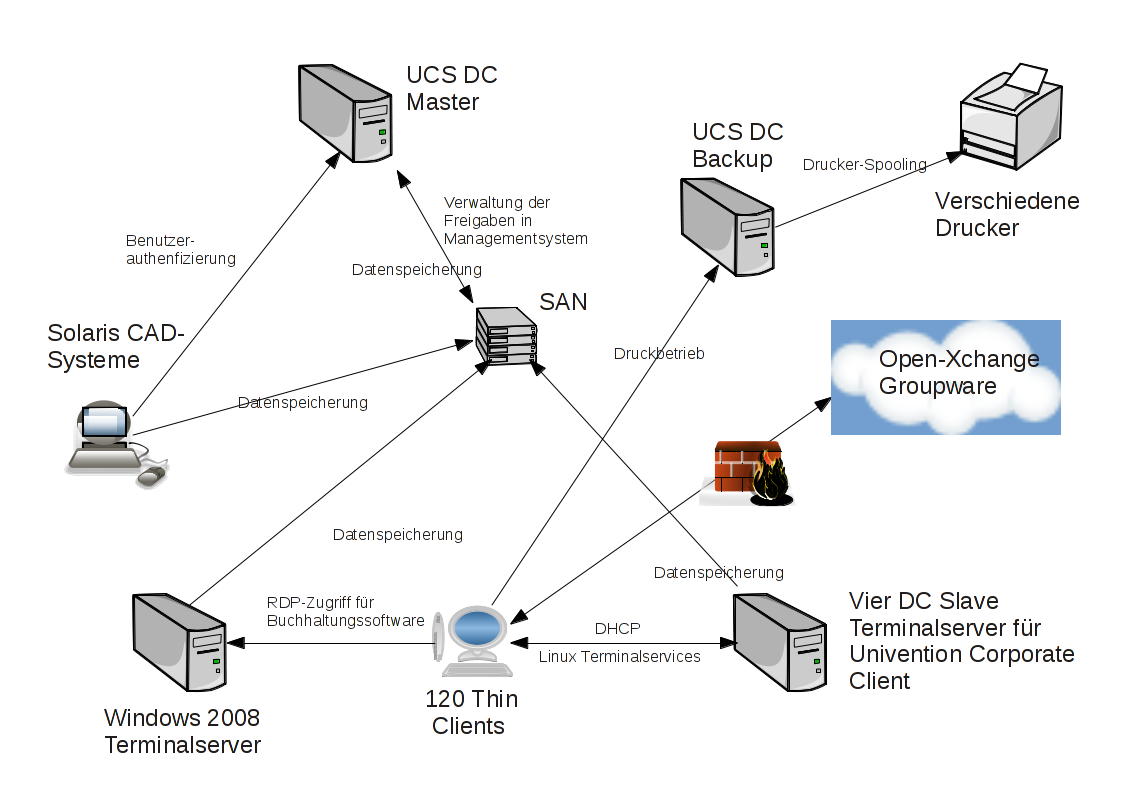 UCS DC
Master
UCS DC
Backup
Drucker-Spooling
Verschiedene
Drucker
Verwaltung der
Freigaben in
Managementsystem
Benutzer-
authenfizierung
Datenspeicherung
SAN
Solaris CAD-
Systeme
Druckbetrieb
Open-Xchange
Groupware
Datenspeicherung
Datenspeicherung
Datenspeicherung
RDP-Zugriff für
Buchhaltungssoftware
DHCP
Linux Terminalservices
Vier DC Slave
Terminalserver für
Univention Corporate
Client
120 Thin
Clients
Windows 2008
Terminalserver